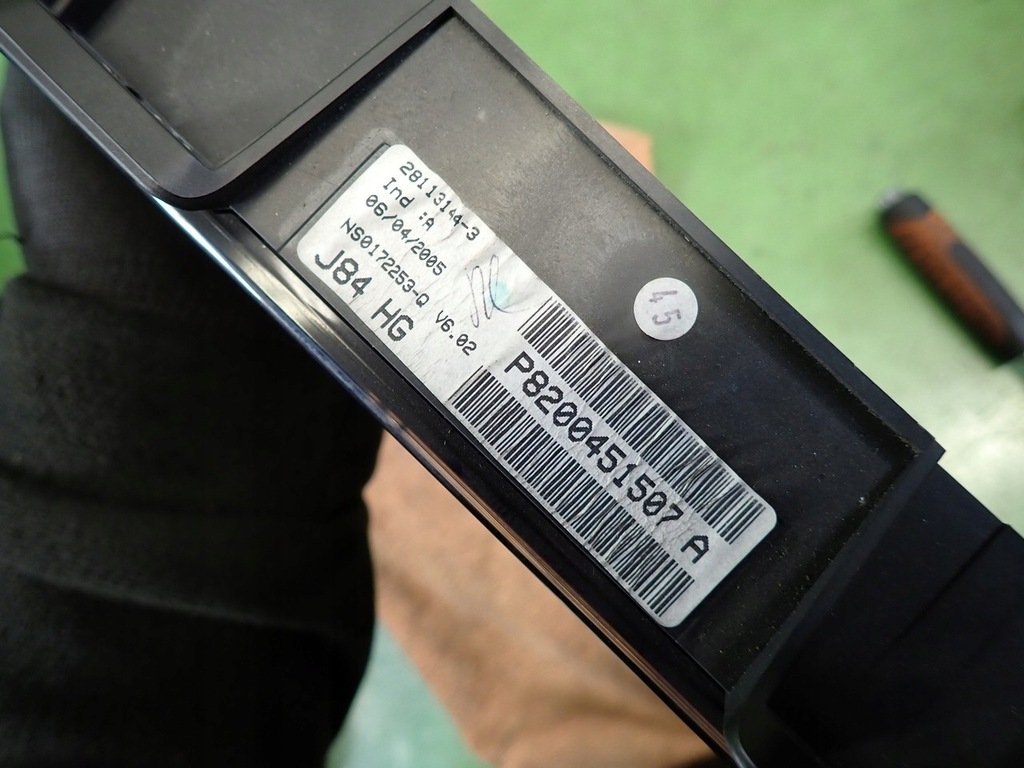 28113144-3
Ind :A
06/04/2005
NS0172253-Q V6.02
J84 HG
P8200451507 A
45